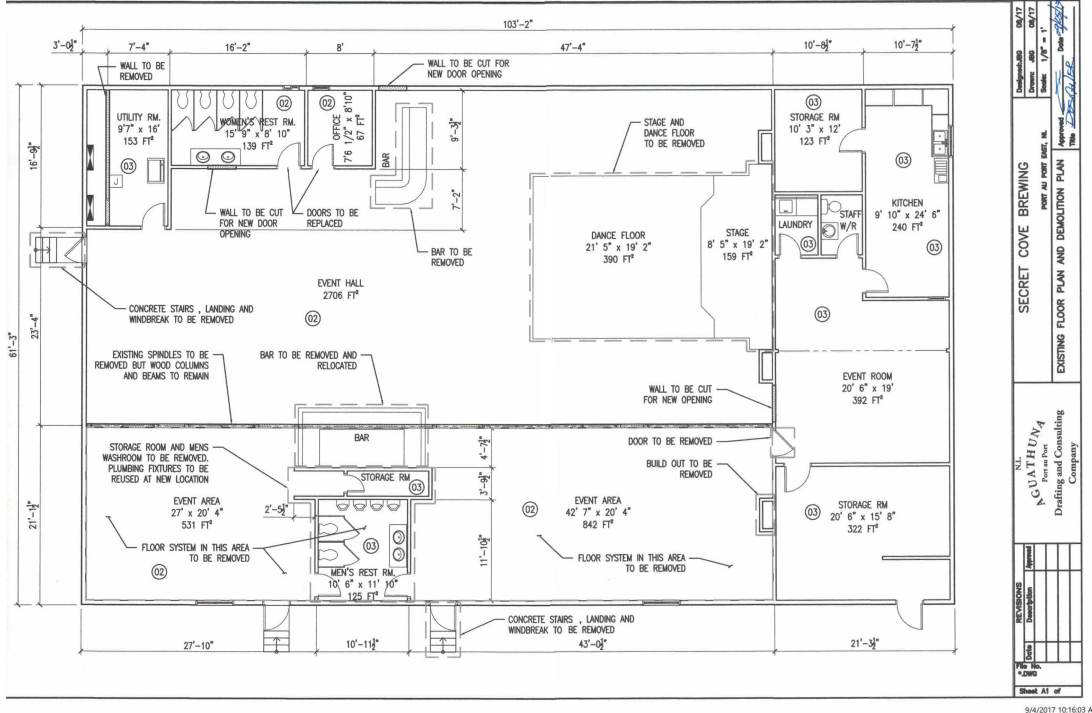 103'-2"
3'-0½"
7'-4"
16'-2"
8'
47'-4"
10'-8½"
10'-7½"
WALL TO BE
REMOVED
WALL TO BE CUT FOR
NEW DOOR OPENING
UTILITY RM.
9'7" x 16'
153 FT²
03
J
WOMEN'S REST RM.
15' 9" x 8' 10"
139 FT²
02
02
OFFICE
7'6 1/2" x 8'10"
67 FT²
BAR
9'-3½"
7'-2"
STAGE AND
DANCE FLOOR
TO BE REMOVED
03
STORAGE RM
10' 3" x 12'
123 FT²
03
KITCHEN
9' 10" x 24' 6"
240 FT²
03
LAUNDRY
03
STAFF
W/R
16'-9½"
WALL TO BE CUT
FOR NEW DOOR
OPENING
DOORS TO BE
REPLACED
BAR TO BE
REMOVED
DANCE FLOOR
21' 5" x 19' 2"
390 FT²
STAGE
8' 5" x 19' 2"
159 FT²
EVENT HALL
2706 FT²
02
CONCRETE STAIRS , LANDING AND
WINDBREAK TO BE REMOVED
03
61'-3"
23'-4"
EXISTING SPINDLES TO BE
REMOVED BUT WOOD COLUMNS
AND BEAMS TO REMAIN
BAR TO BE REMOVED AND
RELOCATED
WALL TO BE CUT
FOR NEW OPENING
EVENT ROOM
20' 6" x 19'
392 FT²
BAR
DOOR TO BE REMOVED
BUILD OUT TO BE
REMOVED
STORAGE ROOM AND MENS
WASHROOM TO BE REMOVED.
PLUMBING FIXTURES TO BE
REUSED AT NEW LOCATION
STORAGE RM
03
4'-7½"
3'-9½"
11'-10½"
2'-5½"
21'-1½"
EVENT AREA
27' x 20' 4"
531 FT²
02
EVENT AREA
42' 7" x 20' 4"
842 FT²
03
STORAGE RM
20' 6" x 15' 8"
322 FT²
FLOOR SYSTEM IN THIS AREA
TO BE REMOVED
02
03
MEN'S REST RM.
10' 6" x 11' 10"
125 FT²
FLOOR SYSTEM IN THIS AREA
TO BE REMOVED
CONCRETE STAIRS , LANDING AND
WINDBREAK TO BE REMOVED
27'-10"
10'-11½"
43'-0½"
21'-3½"
Designed: JBG 08/17
Drawn: JBG 08/17
Scale: 1/8" = 1'
Approved
Date
Title
SECRET COVE BREWING
PORT AU PORT EAST, NL
EXISTING FLOOR PLAN AND DEMOLITION PLAN
N.L.
AGUATHUNA
Port au Port
Drafting and Consulting
Company
REVISIONS
Date
Description
Approved
File No.
*.DWG
Sheet A1 of
9/4/2017 10:16:03 A